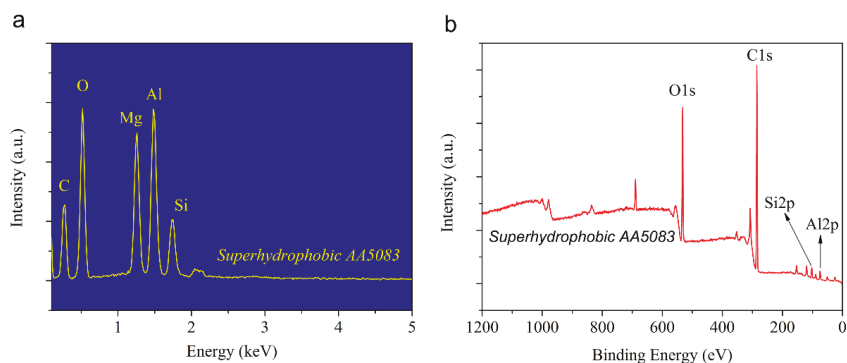 a
O
Al
Mg
C
Si
Superhydrophobic AA5083
Intensity (a.u.)
1 2 3 4 5
Energy (keV)
b
C1s
O1s
Si2p
Al2p
Superhydrophobic AA5083
Intensity (a.u.)
1200 1000 800 600 400 200 0
Binding Energy (eV)